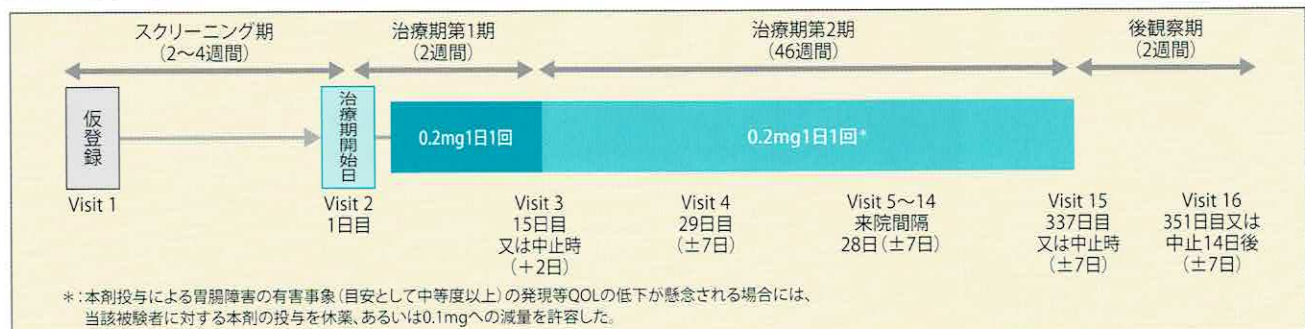 スクリーニング期
(2〜4週間)
治療期第1期
(2週間)
治療期第2期
(46週間)
後観察期
(2週間)
仮登録
治療期開始日
0.2mg1日1回
0.2mg1日1回*
Visit 1
Visit 2
1日目
Visit 3
15日目
又は中止時
(+2日)
Visit 4
29日目
(±7日)
Visit 5〜14
来院間隔
28日(±7日)
Visit 15
337日目
又は中止時
(±7日)
Visit 16
351日目又は
中止14日後
(±7日)
*:本剤投与による胃腸障害の有害事象(目安として中等度以上)の発現等QOLの低下が懸念される場合には、
当該被験者に対する本剤の投与を休薬、あるいは0.1mgへの減量を許容した。